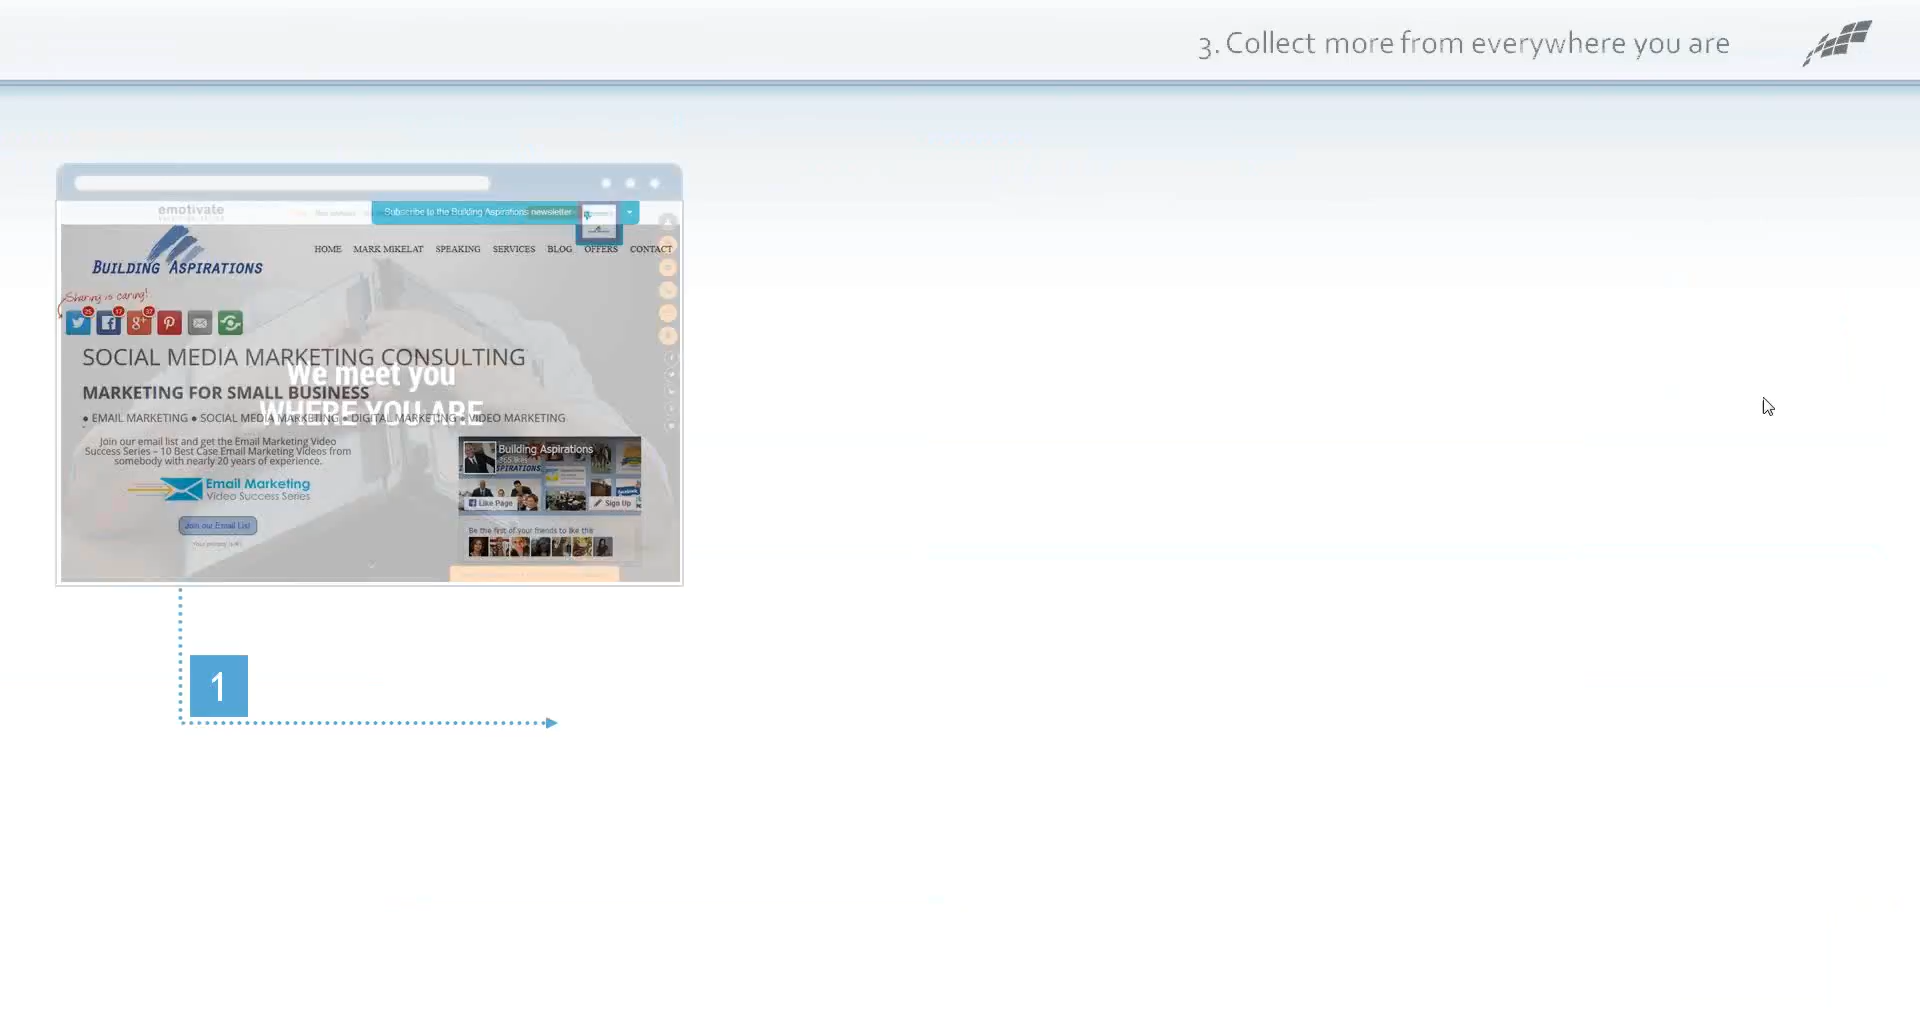 3. Collect more from everywhere you are
emotivate
Subscribe to the Building Aspirations newsletter
HOME MARK MIKELAT SPEAKING SERVICES BLOG OFFERS CONTACT
BUILDING ASPIRATIONS
Sharing is caring!
25 17 37
SOCIAL MEDIA MARKETING CONSULTING
We meet you
MARKETING FOR SMALL BUSINESS
WHERE YOU ARE
• EMAIL MARKETING • SOCIAL MEDIA MARKETING • DIGITAL MARKETING • VIDEO MARKETING
Join our email list and get the Email Marketing Video
Success Series – 10 Best Case Email Marketing Videos from
somebody with nearly 20 years of experience.
Building Aspirations
365 likes
Email Marketing
Video Success Series
Like Page
Sign Up
Join our Email List
Be the first of your friends to like this
1